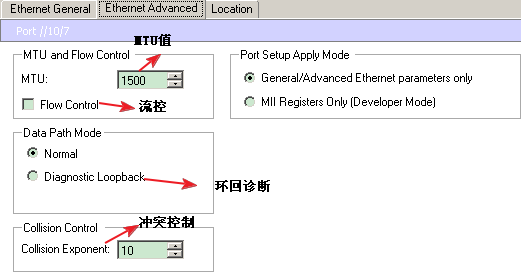 Ethernet General Ethernet Advanced Location
Port //10/7
MTU值
MTU and Flow Control
MTU: 1500
Flow Control 流控
Port Setup Apply Mode
General/Advanced Ethernet parameters only
MII Registers Only (Developer Mode)
Data Path Mode
Normal
Diagnostic Loopback 环回诊断
冲突控制
Collision Control
Collision Exponent: 10